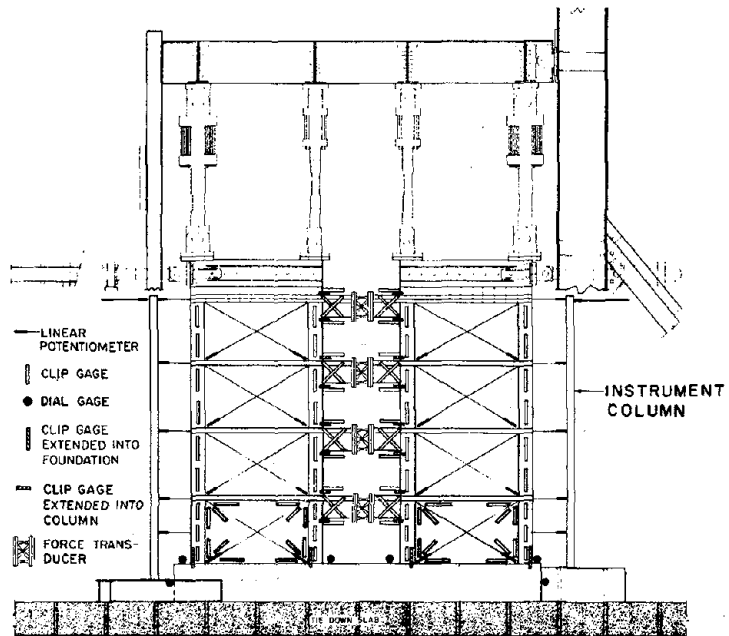 LINEAR
POTENTIOMETER
CLIP GAGE
DIAL GAGE
CLIP GAGE
EXTENDED INTO
FOUNDATION
CLIP GAGE
EXTENDED INTO
COLUMN
FORCE TRANS-
DUCER
INSTRUMENT
COLUMN
TIE DOWN SLAB